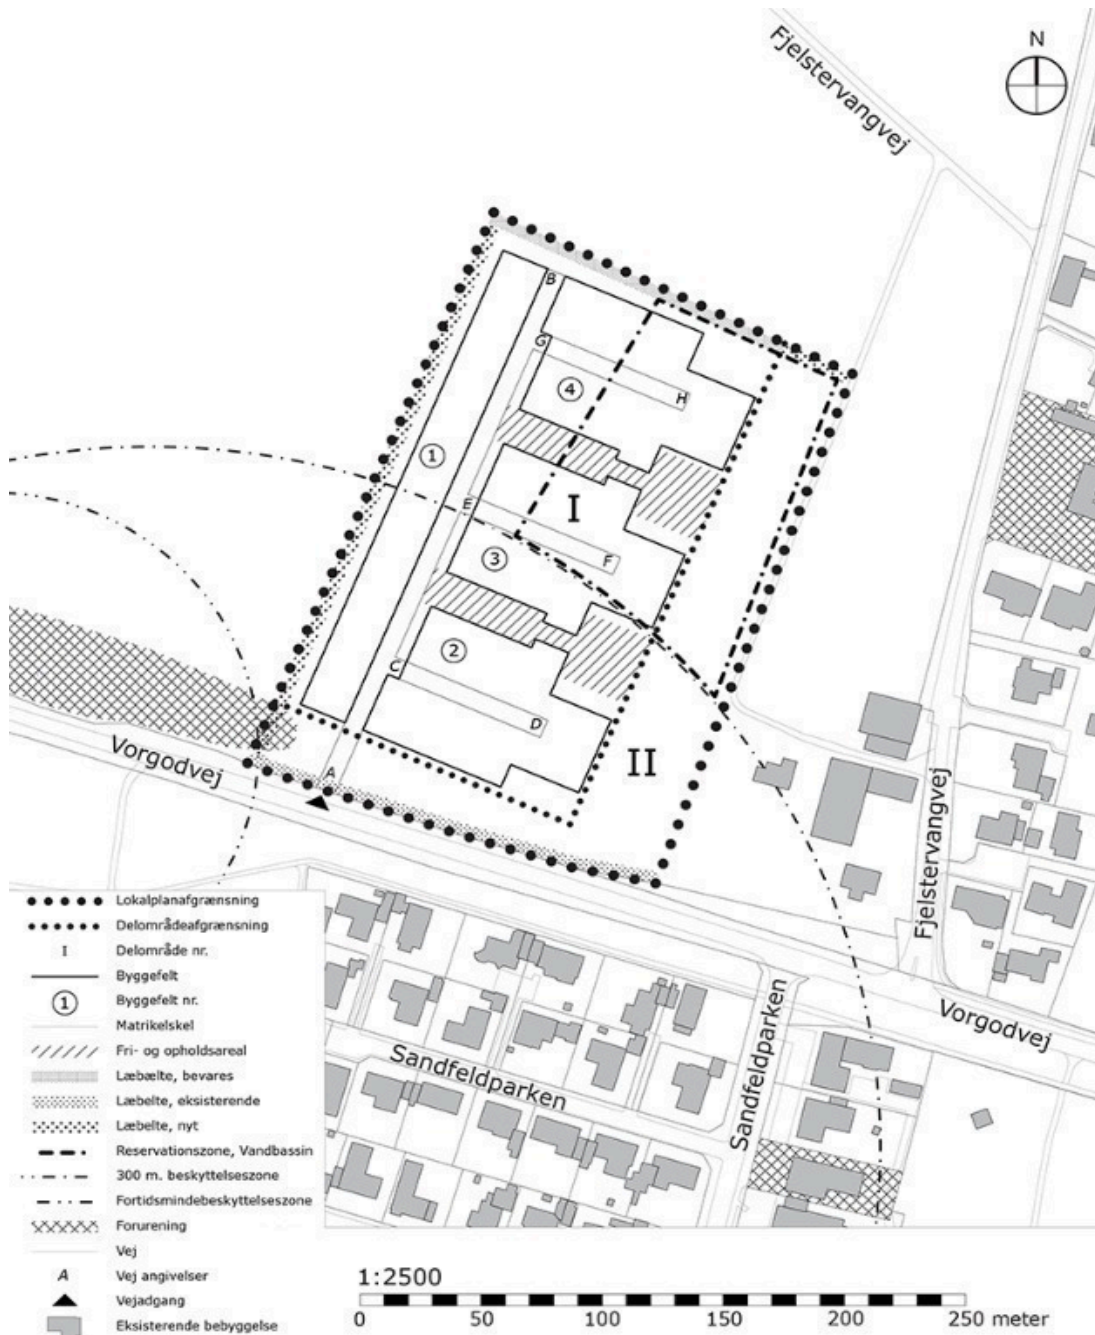 Fjelstervangvej
N
B
G
4
H
1
I
E
F
3
2
C
D
II
A
Vorgodvej
Fjelstervangvej
Vorgodvej
Sandfeldparken
Sandfeldparken
Lokalplanafgrænsning
Delområdeafgrænsning
I Delområde nr.
Byggefelt
1 Byggefelt nr.
Matrikelskel
Fri- og opholdsareal
Læbælte, bevares
Læbelte, eksisterende
Læbelte, nyt
Reservationszone, Vandbassin
300 m. beskyttelseszone
Fortidsmindebeskyttelseszone
Forurening
Vej
A Vej angivelser
Vejadgang
Eksisterende bebyggelse
1:2500
0 50 100 150 200 250 meter